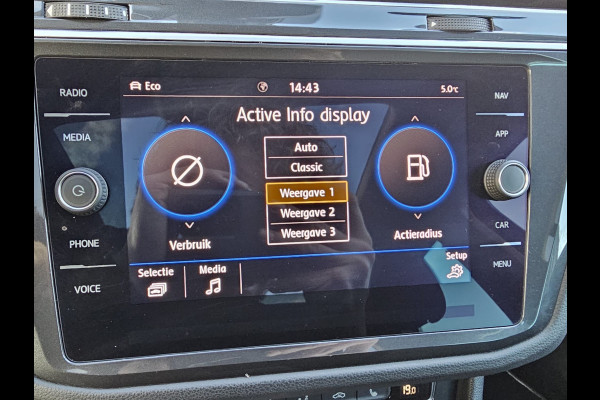 Eco 14:43 5.0°C
RADIO
MEDIA
PHONE
VOICE
Active Info display
Auto
Classic
Weergave 1
Weergave 2
Weergave 3
Verbruik
Actieradius
Selectie
Media
Setup
NAV
APP
CAR
MENU
19.0